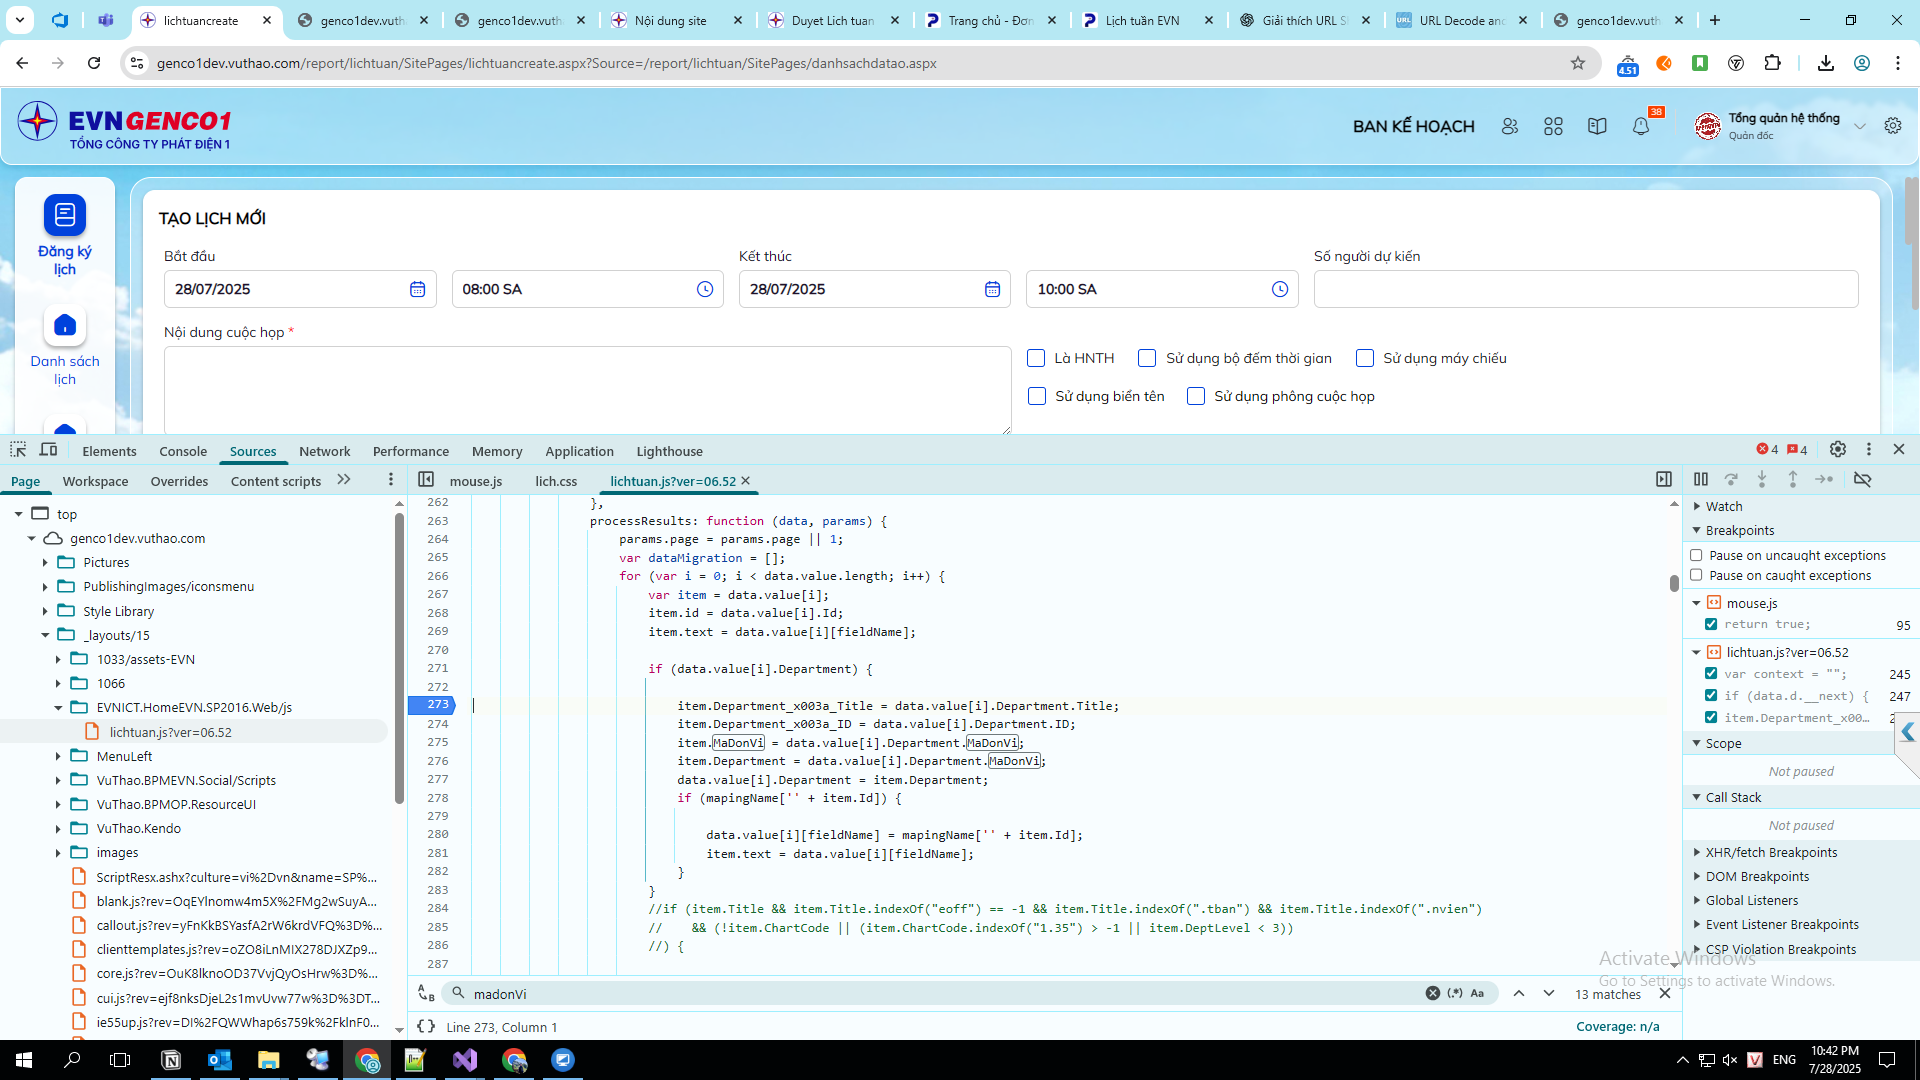 lichtuancreate
genco1dev.vuth
genco1dev.vuth
Nội dung site
Duyet Lich tuan
Trang chủ - Đơn
Lịch tuần EVN
Giải thích URL S
URL Decode and
genco1dev.vuth
genco1dev.vuthao.com/report/lichtuan/SitePages/lichtuancreate.aspx?Source=/report/lichtuan/SitePages/danhsachdatao.aspx
4.51
EVNGENCO1
TỔNG CÔNG TY PHÁT ĐIỆN 1
BAN KẾ HOẠCH
38
Tổng quản hệ thống
Quản đốc
Đăng ký
lịch
Danh sách
lịch
TẠO LỊCH MỚI
Bắt đầu
Kết thúc
Số người dự kiến
28/07/2025
08:00 SA
28/07/2025
10:00 SA
Nội dung cuộc họp *
Là HNTH
Sử dụng bộ đếm thời gian
Sử dụng máy chiếu
Sử dụng biển tên
Sử dụng phông cuộc họp
Elements
Console
Sources
Network
Performance
Memory
Application
Lighthouse
4
4
Page
Workspace
Overrides
Content scripts
mouse.js
lich.css
lichtuan.js?ver=06.52
top
genco1dev.vuthao.com
Pictures
PublishingImages/iconsmenu
Style Library
_layouts/15
1033/assets-EVN
1066
EVNICT.HomeEVN.SP2016.Web/js
lichtuan.js?ver=06.52
MenuLeft
VuThao.BPMEVN.Social/Scripts
VuThao.BPMOP.ResourceUI
VuThao.Kendo
images
ScriptResx.ashx?culture=vi%2Dvn&name=SP%...
blank.js?rev=OqEYlnomw4m5X%2FMg2wSuyA...
callout.js?rev=yFnKkBSYasfA2rW6krdVFQ%3D%...
clienttemplates.js?rev=oZO8iLnMIX278DJXZp9...
core.js?rev=OuK8lknoOD37VvjQyOsHrw%3D%...
cui.js?rev=ejf8nksDjeL2s1mvUvw77w%3D%3DT...
ie55up.js?rev=DI%2FQWWhap6s759k%2FklnF0...
262 },
263 processResults: function (data, params) {
264 params.page = params.page || 1;
265 var dataMigration = [];
266 for (var i = 0; i < data.value.length; i++) {
267 var item = data.value[i];
268 item.id = data.value[i].Id;
269 item.text = data.value[i][fieldName];
270
271 if (data.value[i].Department) {
272
273 item.Department_x003a_Title = data.value[i].Department.Title;
274 item.Department_x003a_ID = data.value[i].Department.ID;
275 item.MaDonVi = data.value[i].Department.MaDonVi;
276 item.Department = data.value[i].Department.MaDonVi;
277 data.value[i].Department = item.Department;
278 if (mapingName['' + item.Id]) {
279
280 data.value[i][fieldName] = mapingName['' + item.Id];
281 item.text = data.value[i][fieldName];
282 }
283 }
284 //if (item.Title && item.Title.indexOf("eoff") == -1 && item.Title.indexOf(".tban") && item.Title.indexOf(".nvien")
285 // && (!item.ChartCode || (item.ChartCode.indexOf("1.35") > -1 || item.DeptLevel < 3))
286 //) {
287
madonVi
(.*)
Aa
13 matches
Line 273, Column 1
Coverage: n/a
Watch
Breakpoints
Pause on uncaught exceptions
Pause on caught exceptions
mouse.js
return true; 95
lichtuan.js?ver=06.52
var context = ""; 245
if (data.d.__next) { 247
item.Department_x00... 2
Scope
Not paused
Call Stack
Not paused
XHR/fetch Breakpoints
DOM Breakpoints
Global Listeners
Event Listener Breakpoints
CSP Violation Breakpoints
Activate Windows
Go to Settings to activate Windows.
ENG
10:42 PM
7/28/2025